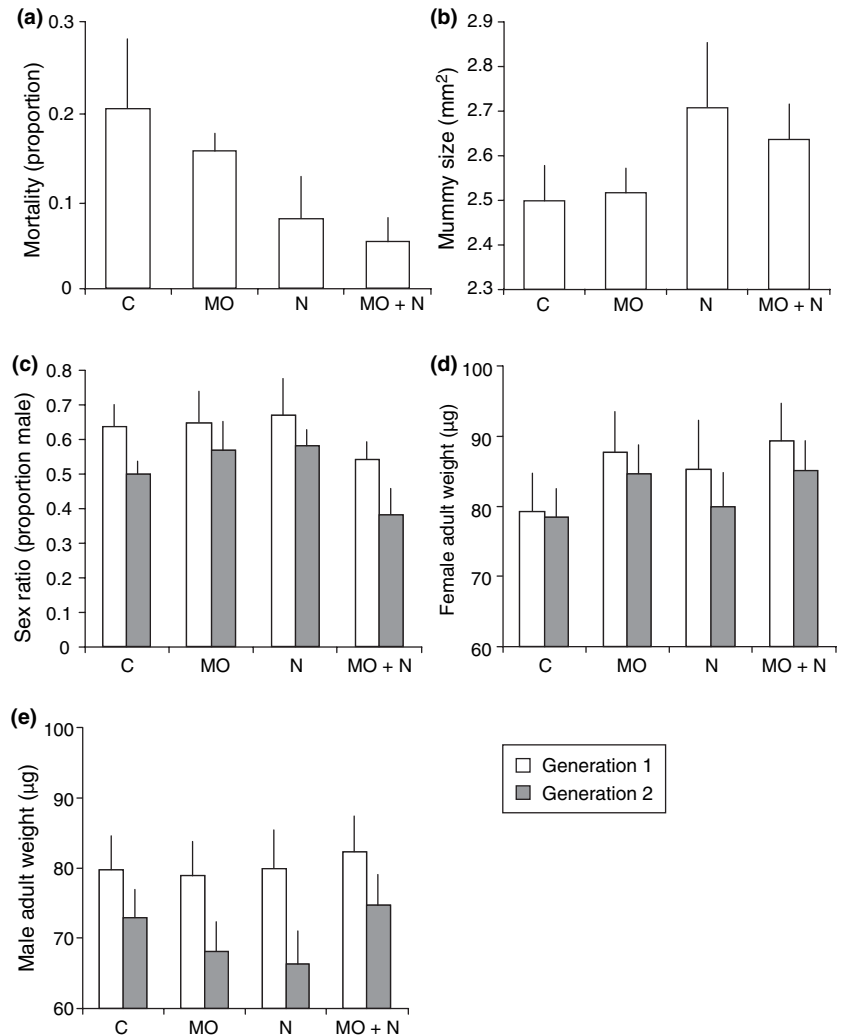 (a)
Mortality (proportion)
0.3
0.2
0.1
0
C MO N MO + N
(b)
Mummy size (mm²)
2.9
2.8
2.7
2.6
2.5
2.4
2.3
C MO N MO + N
(c)
Sex ratio (proportion male)
0.8
0.7
0.6
0.5
0.4
0.3
0.2
0.1
0
C MO N MO + N
(d)
Female adult weight (µg)
100
90
80
70
60
C MO N MO + N
(e)
Male adult weight (µg)
100
90
80
70
60
C MO N MO + N
Generation 1
Generation 2